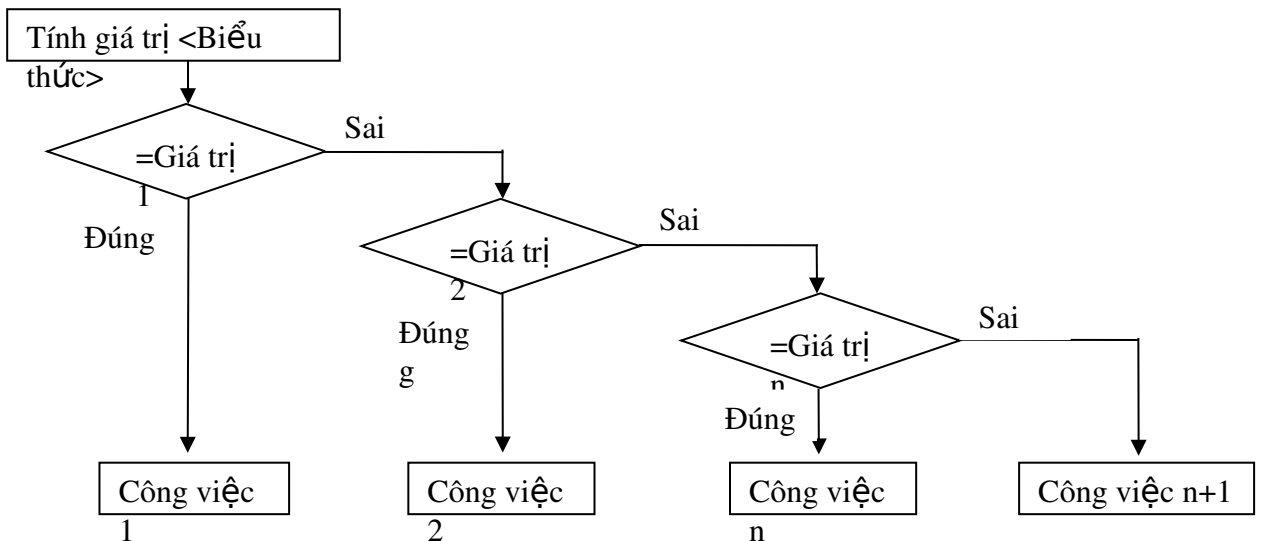 Tính giá trị <Biểu
thức>
Sai
=Giá trị
1
Đúng
Sai
=Giá trị
2
Đúng
g
Sai
=Giá trị
n
Đúng
Công việc
1
Công việc
2
Công việc
n
Công việc n+1